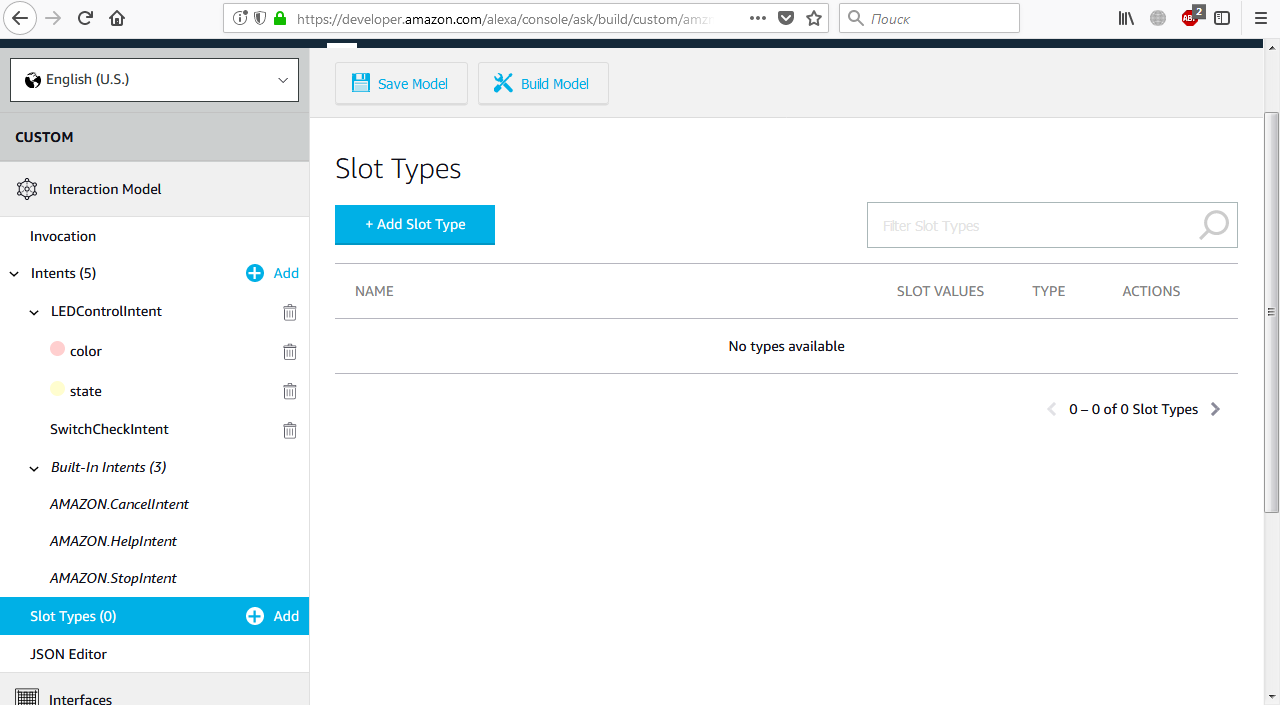 https://developer.amazon.com/alexa/console/ask/build/custom/amz
Поиск
ABP
2
English (U.S.)
Save Model
Build Model
CUSTOM
Interaction Model
Slot Types
+ Add Slot Type
Filter Slot Types
Invocation
Intents (5)
Add
NAME
SLOT VALUES
TYPE
ACTIONS
LEDControlIntent
No types available
color
state
0 – 0 of 0 Slot Types
SwitchCheckIntent
Built-In Intents (3)
AMAZON.CancelIntent
AMAZON.HelpIntent
AMAZON.StopIntent
Slot Types (0)
Add
JSON Editor
Interfaces